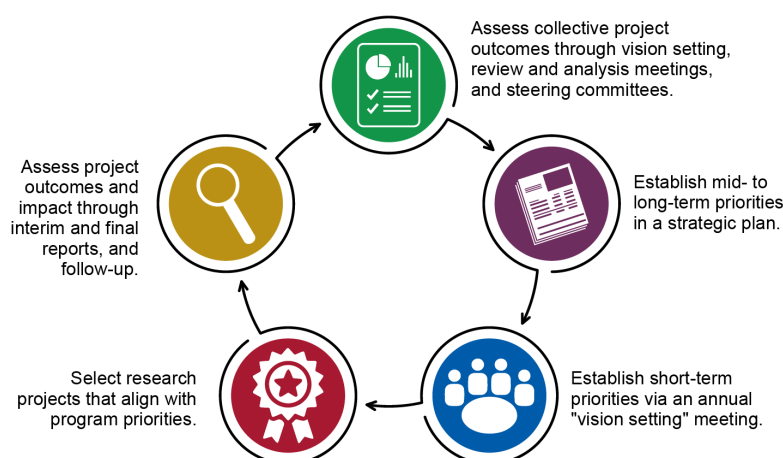 Assess collective project
outcomes through vision setting,
review and analysis meetings,
and steering committees.
Establish mid- to
long-term priorities
in a strategic plan.
Establish short-term
priorities via an annual
"vision setting" meeting.
Select research
projects that align with
program priorities.
Assess project
outcomes and
impact through
interim and final
reports, and
follow-up.